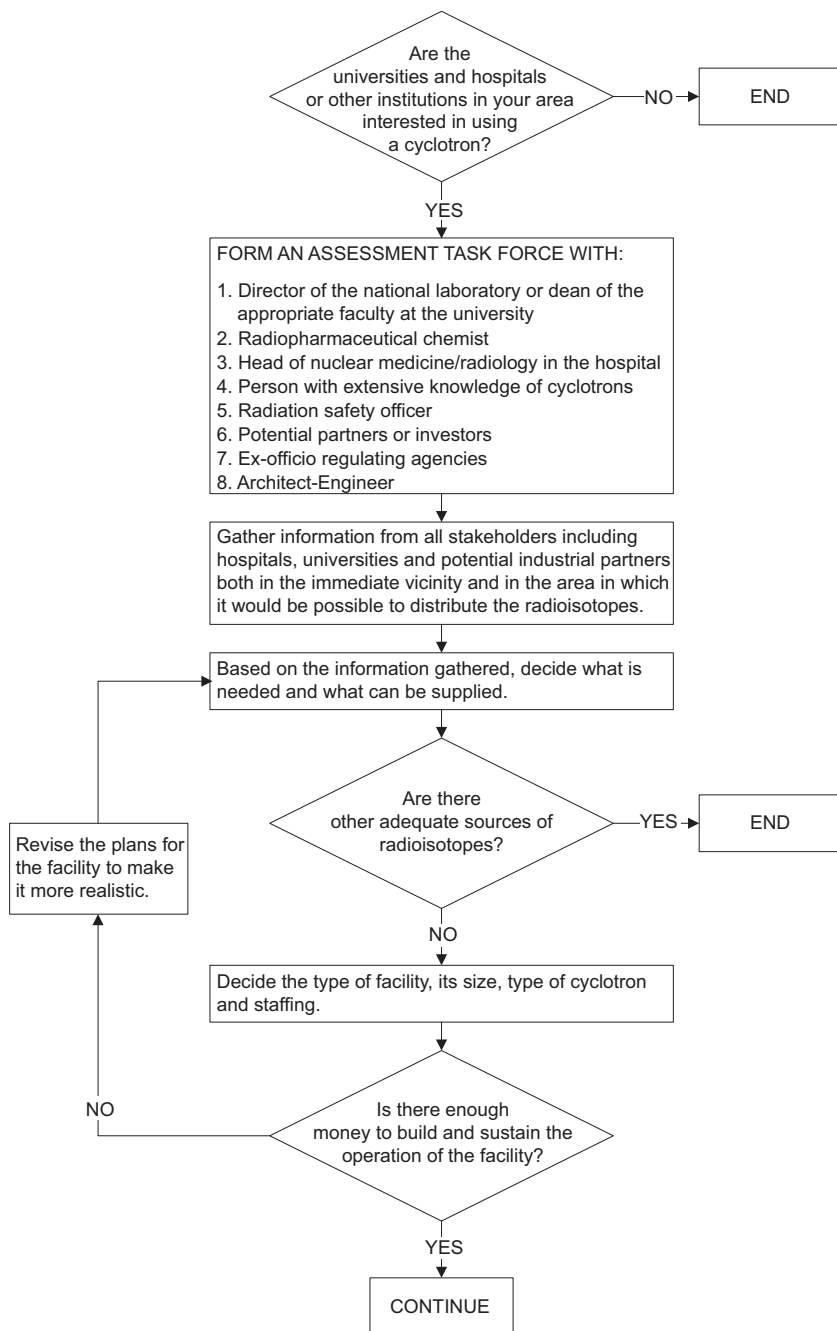 Are the
universities and hospitals
or other institutions in your area
interested in using
a cyclotron?
NO
END
YES
FORM AN ASSESSMENT TASK FORCE WITH:
1. Director of the national laboratory or dean of the
appropriate faculty at the university
2. Radiopharmaceutical chemist
3. Head of nuclear medicine/radiology in the hospital
4. Person with extensive knowledge of cyclotrons
5. Radiation safety officer
6. Potential partners or investors
7. Ex-officio regulating agencies
8. Architect-Engineer
Gather information from all stakeholders including
hospitals, universities and potential industrial partners
both in the immediate vicinity and in the area in which
it would be possible to distribute the radioisotopes.
Based on the information gathered, decide what is
needed and what can be supplied.
Are there
other adequate sources of
radioisotopes?
YES
END
Revise the plans for
the facility to make
it more realistic.
NO
Decide the type of facility, its size, type of cyclotron
and staffing.
NO
Is there enough
money to build and sustain the
operation of the facility?
YES
CONTINUE